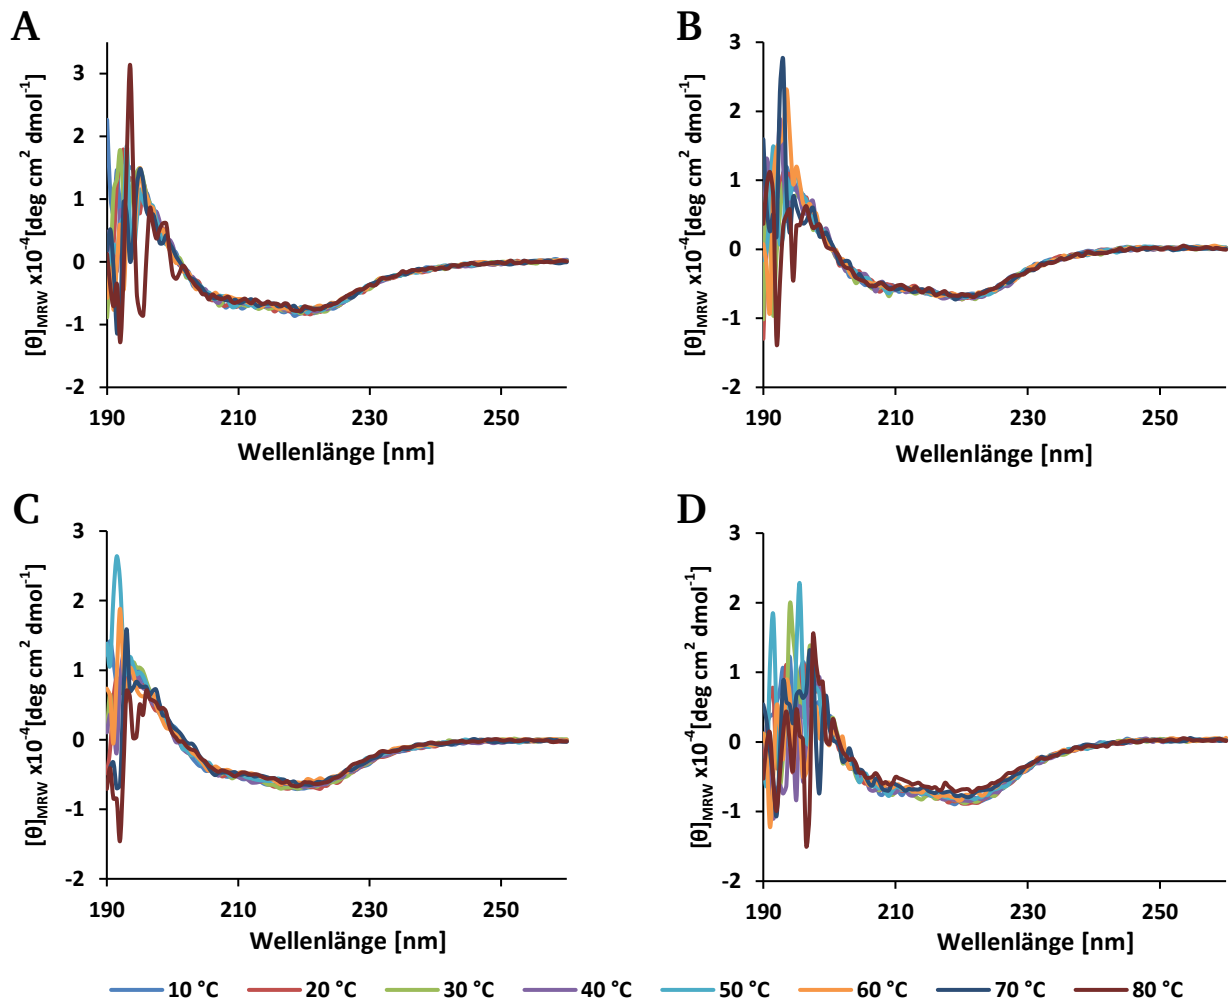 A
[θ]MRW x10⁻⁴[deg cm² dmol⁻¹]
3
2
1
0
-1
-2
190 210 230 250
Wellenlänge [nm]
B
[θ]MRW x10⁻⁴[deg cm² dmol⁻¹]
3
2
1
0
-1
-2
190 210 230 250
Wellenlänge [nm]
C
[θ]MRW x10⁻⁴[deg cm² dmol⁻¹]
3
2
1
0
-1
-2
190 210 230 250
Wellenlänge [nm]
D
[θ]MRW x10⁻⁴[deg cm² dmol⁻¹]
3
2
1
0
-1
-2
190 210 230 250
Wellenlänge [nm]
10 °C 20 °C 30 °C 40 °C 50 °C 60 °C 70 °C 80 °C